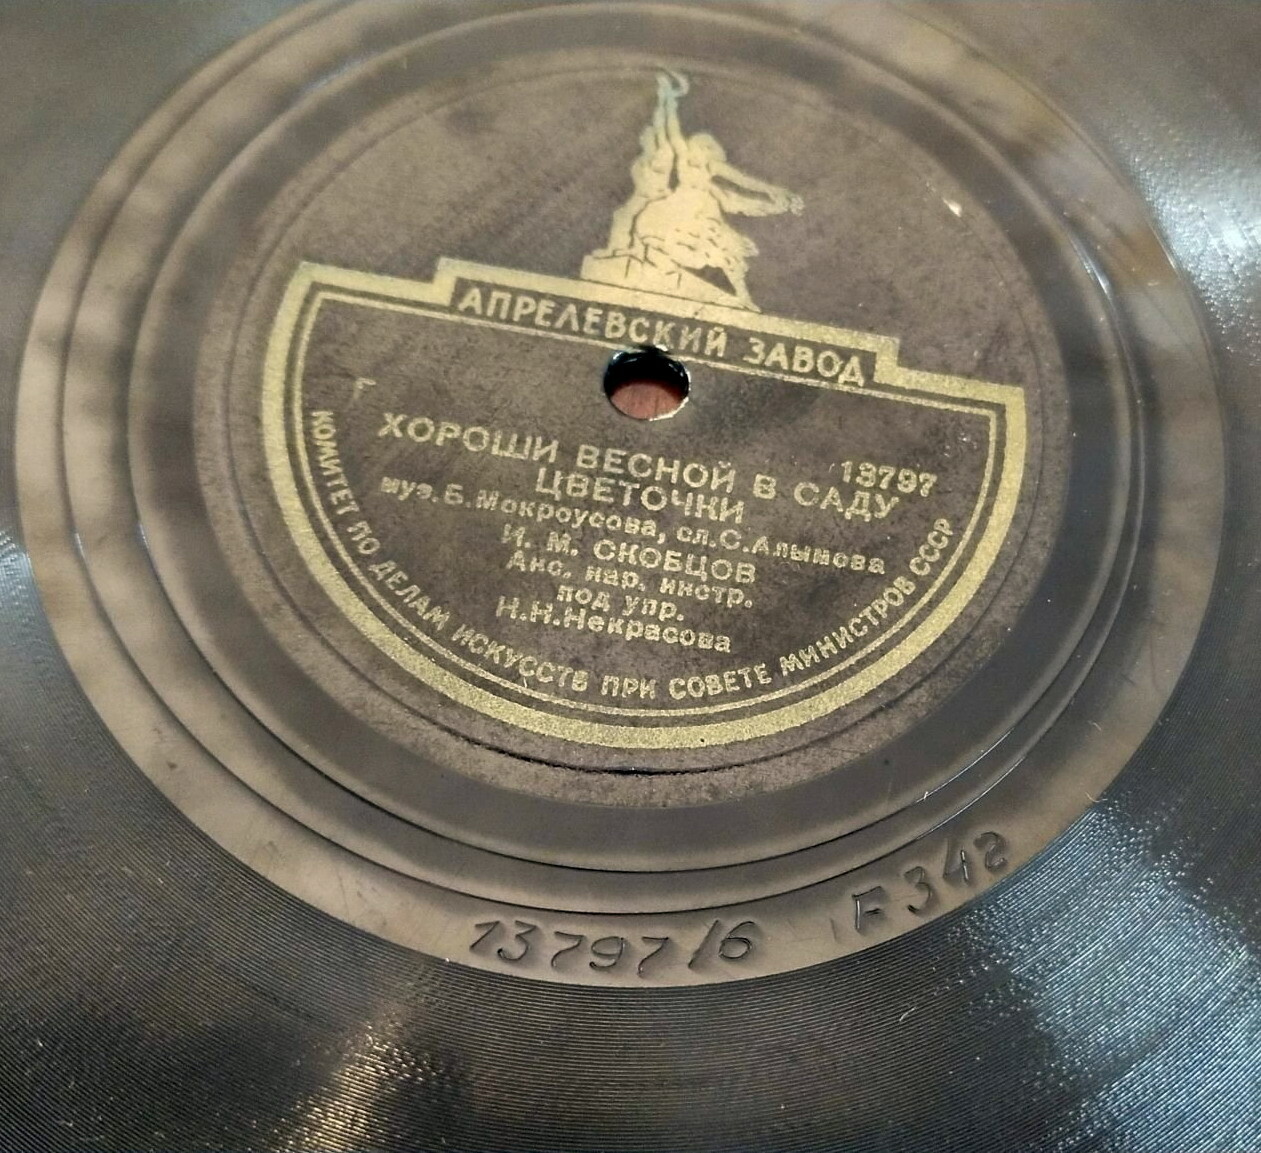 АПРЕЛЕВСКИЙ ЗАВОД
Г
13797
ХОРОШИ ВЕСНОЙ В САДУ
ЦВЕТОЧКИ
муз. Б. Мокроусова, сл. С. Алымова
И. М. СКОБЦОВ
Анс. нар. инстр.
под упр.
Н. Н. Некрасова
КОМИТЕТ ПО ДЕЛАМ ИСКУССТВ ПРИ СОВЕТЕ МИНИСТРОВ СССР
13797/6 F342